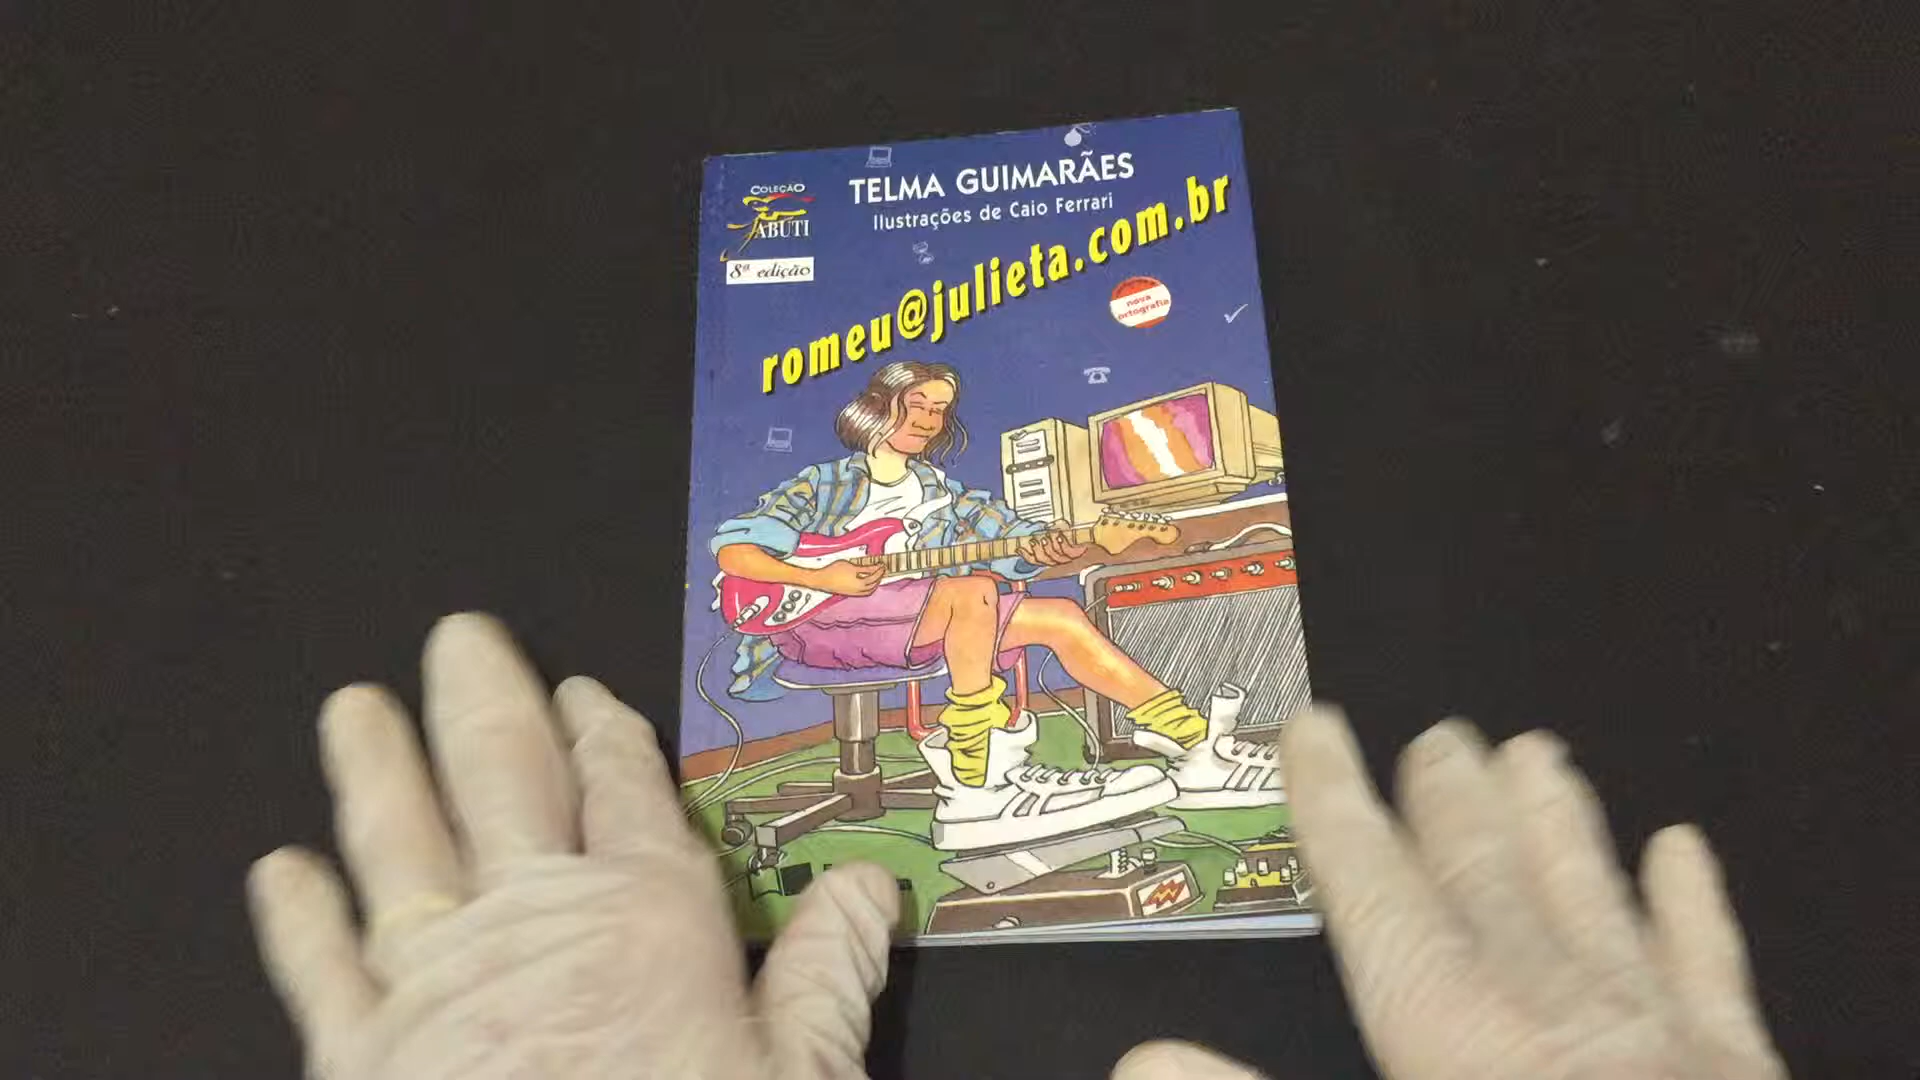 COLEÇÃO
JABUTI
8ª edição
TELMA GUIMARÃES
Ilustrações de Caio Ferrari
romeu@julieta.com.br
nova
ortografia